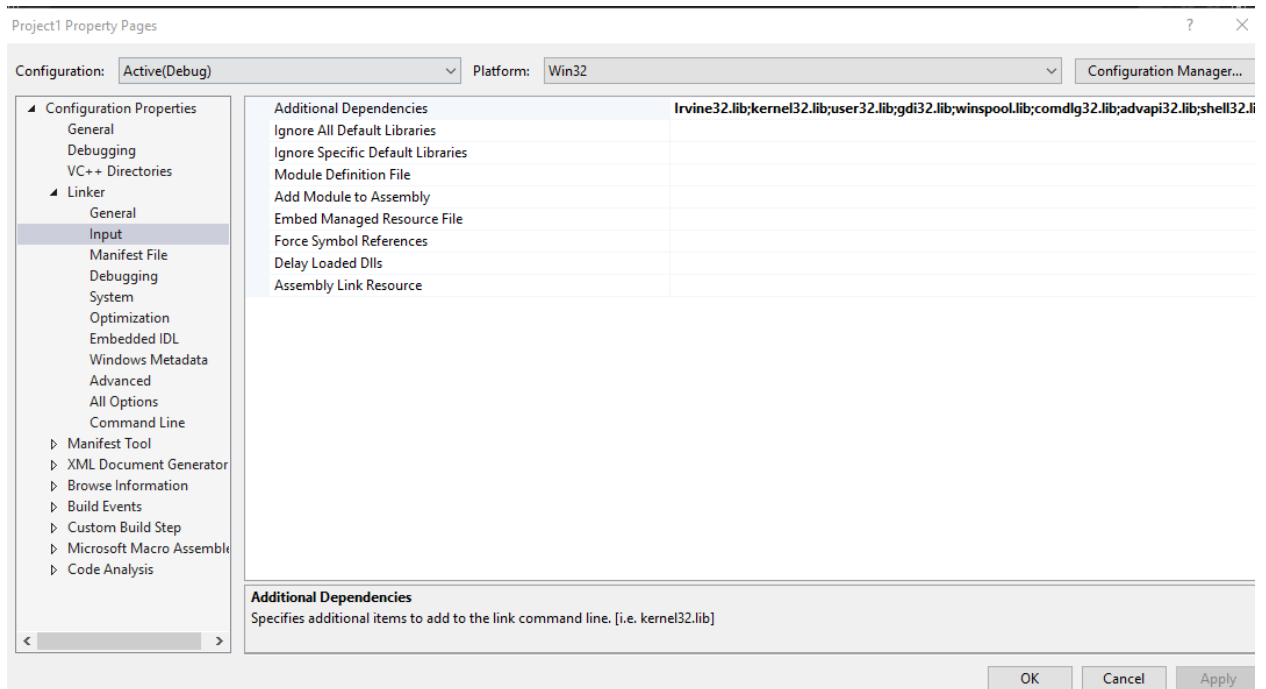 Project1 Property Pages
?
Configuration: Active(Debug) Platform: Win32 Configuration Manager...
Configuration Properties
General
Debugging
VC++ Directories
Linker
General
Input
Manifest File
Debugging
System
Optimization
Embedded IDL
Windows Metadata
Advanced
All Options
Command Line
Manifest Tool
XML Document Generator
Browse Information
Build Events
Custom Build Step
Microsoft Macro Assemble
Code Analysis
Additional Dependencies Irvine32.lib;kernel32.lib;user32.lib;gdi32.lib;winspool.lib;comdlg32.lib;advapi32.lib;shell32.li
Ignore All Default Libraries
Ignore Specific Default Libraries
Module Definition File
Add Module to Assembly
Embed Managed Resource File
Force Symbol References
Delay Loaded Dlls
Assembly Link Resource
Additional Dependencies
Specifies additional items to add to the link command line. [i.e. kernel32.lib]
OK Cancel Apply